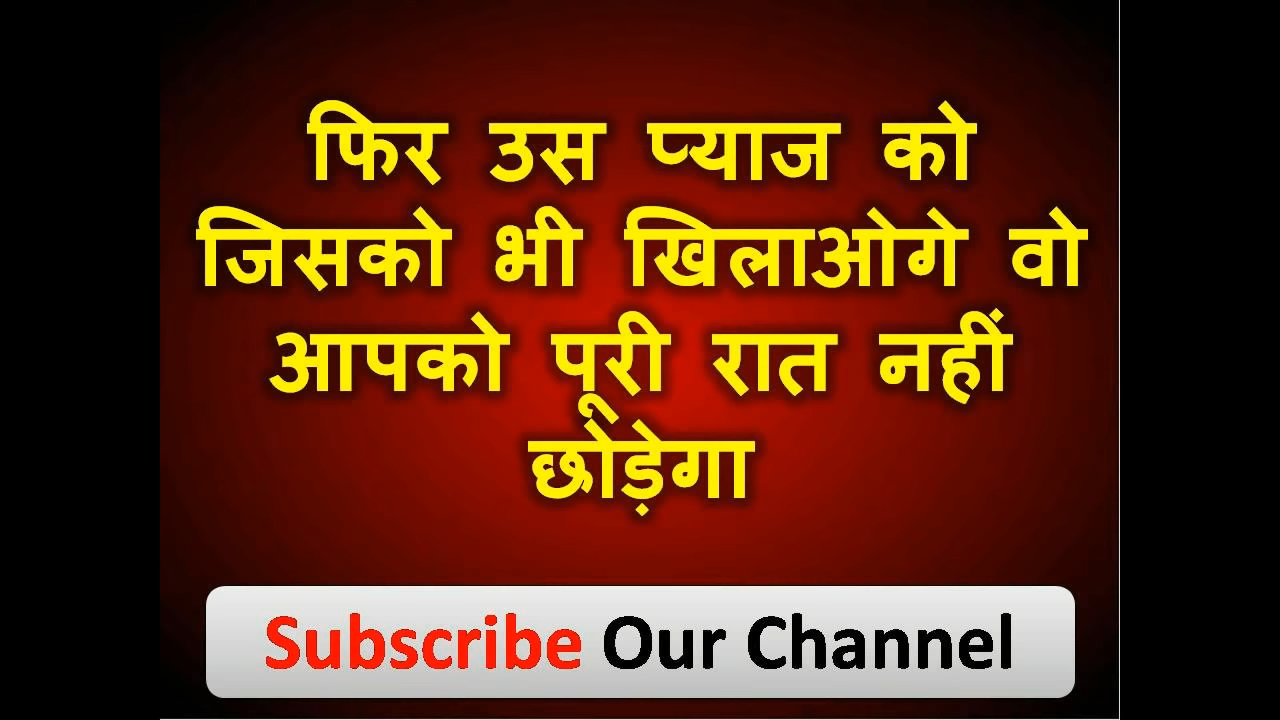 फिर उस प्याज को
जिसको भी खिलाओगे वो
आपको पूरी रात नहीं
छोड़ेगा
Subscribe Our Channel